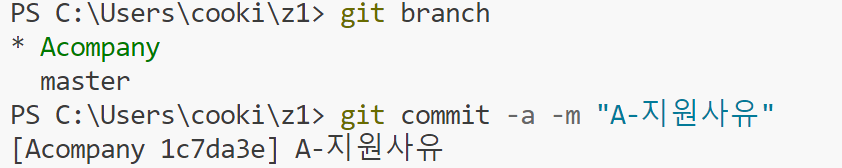 PS C:\Users\cooki\z1> git branch
* Acompany
  master
PS C:\Users\cooki\z1> git commit -a -m "A-지원사유"
[Acompany 1c7da3e] A-지원사유